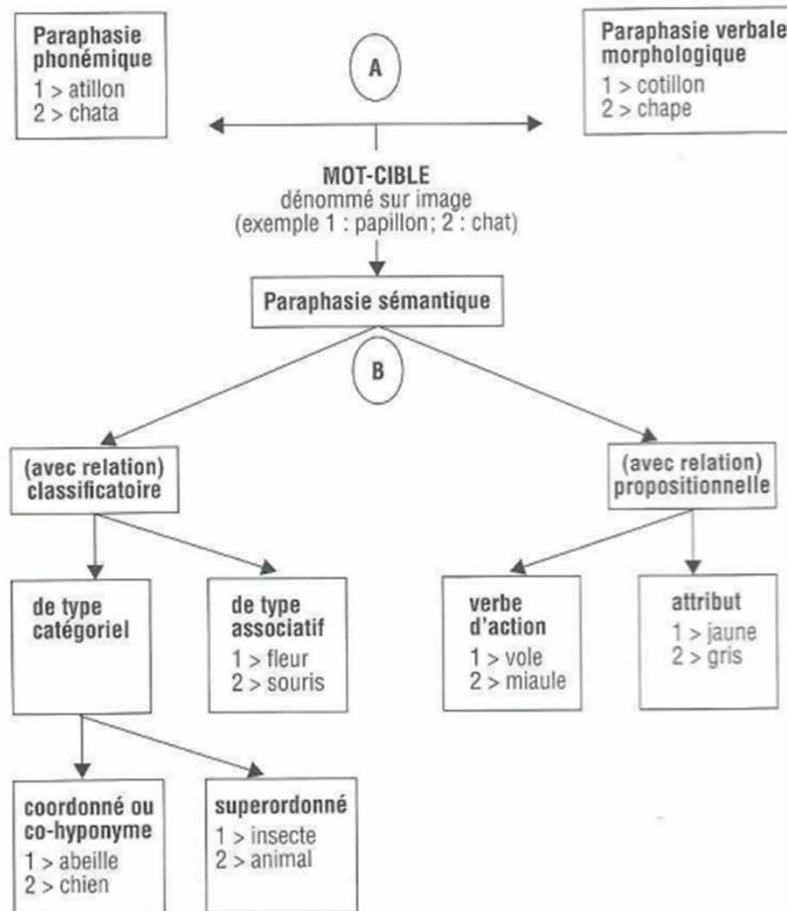 Paraphasie
phonémique
1 > atillon
2 > chata
A
Paraphasie verbale
morphologique
1 > cotillon
2 > chape
MOT-CIBLE
dénommé sur image
(exemple 1 : papillon; 2 : chat)
Paraphasie sémantique
B
(avec relation)
classificatoire
(avec relation)
propositionnelle
de type
catégoriel
de type
associatif
1 > fleur
2 > souris
verbe
d'action
1 > vole
2 > miaule
attribut
1 > jaune
2 > gris
coordonné ou
co-hyponyme
1 > abeille
2 > chien
superordonné
1 > insecte
2 > animal